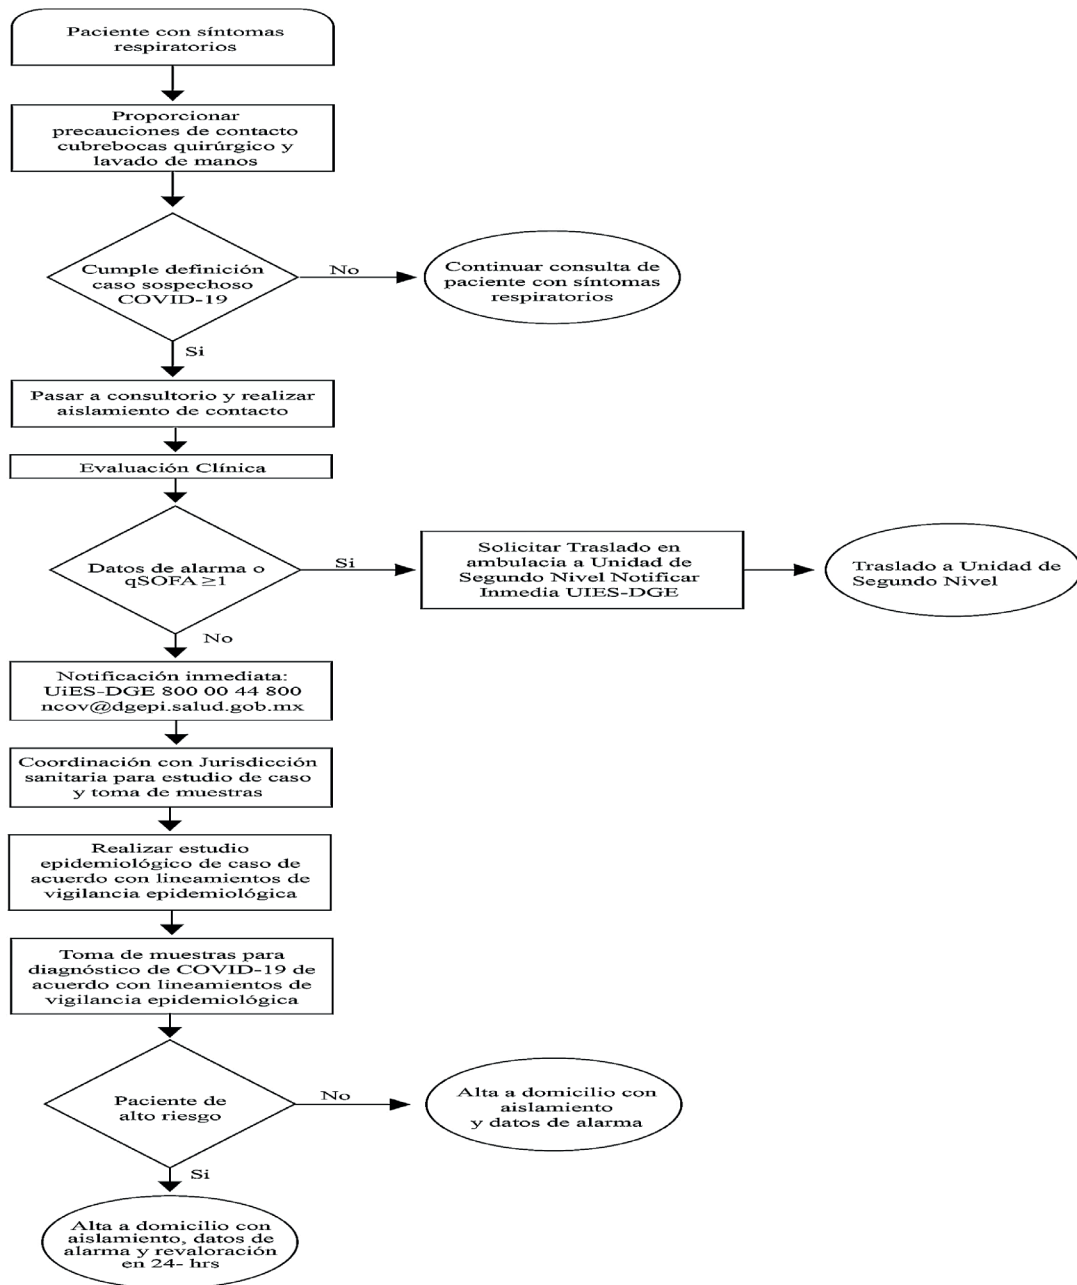 Paciente con síntomas
respiratorios
Proporcionar
precauciones de contacto
cubrebocas quirúrgico y
lavado de manos
Cumple definición
caso sospechoso
COVID-19
No
Continuar consulta de
paciente con síntomas
respiratorios
Si
Pasar a consultorio y realizar
aislamiento de contacto
Evaluación Clínica
Datos de alarma o
qSOFA ≥1
Si
Solicitar Traslado en
ambulacia a Unidad de
Segundo Nivel Notificar
Inmedia UIES-DGE
Traslado a Unidad de
Segundo Nivel
No
Notificación inmediata:
UiES-DGE 800 00 44 800
ncov@dgepi.salud.gob.mx
Coordinación con Jurisdicción
sanitaria para estudio de caso
y toma de muestras
Realizar estudio
epidemiológico de caso de
acuerdo con lineamientos de
vigilancia epidemiológica
Toma de muestras para
diagnóstico de COVID-19 de
acuerdo con lineamientos de
vigilancia epidemiológica
Paciente de
alto riesgo
No
Alta a domicilio con
aislamiento
y datos de alarma
Si
Alta a domicilio con
aislamiento, datos de
alarma y revaloración
en 24- hrs